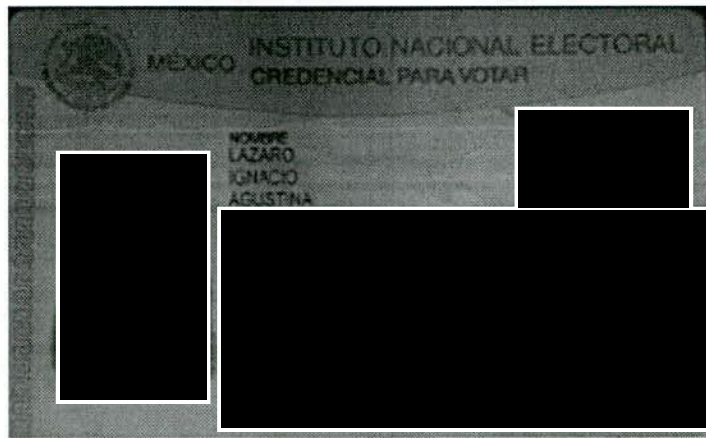 MÉXICO
INSTITUTO NACIONAL ELECTORAL
CREDENCIAL PARA VOTAR
NOMBRE
LAZARO
IGNACIO
AGUSTINA